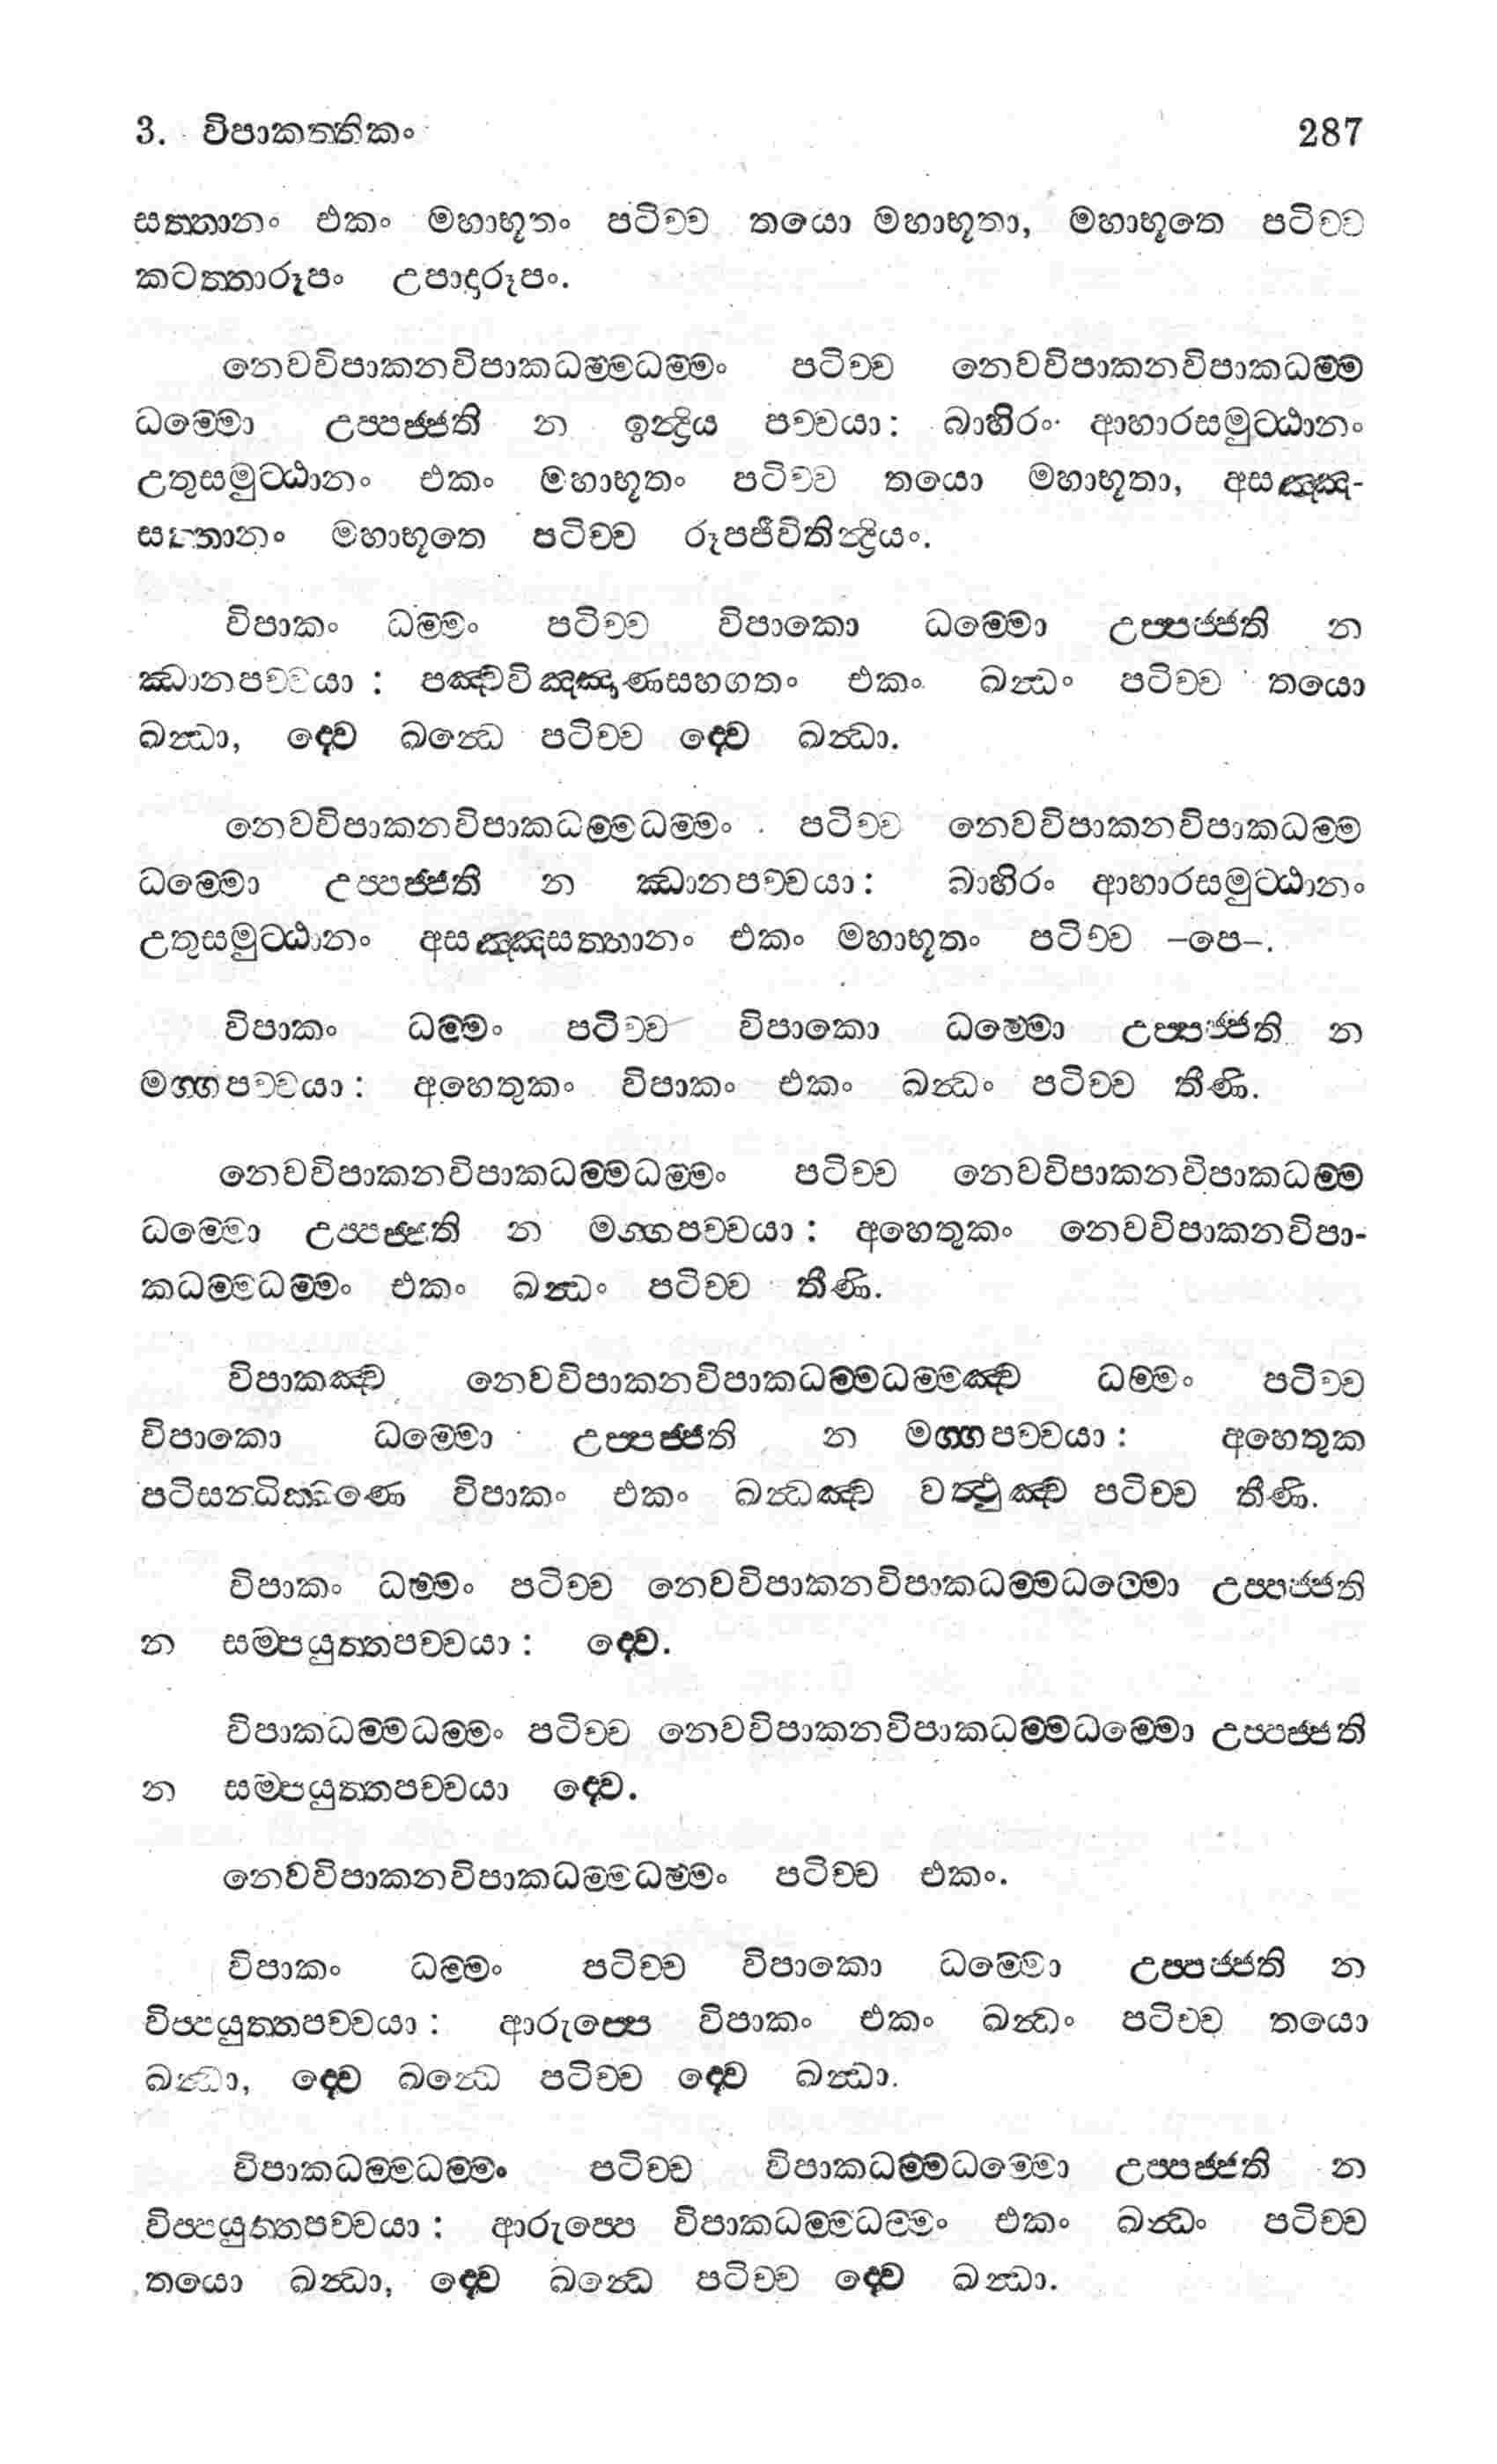 3. විපාකත්තිකං 287
සත්තානං එකං මහාභූතං පටිච්ච තයො මහාභූතා, මහාභූතෙ පටිච්ච
කටත්තාරූපං උපාදාරූපං.
නෙවවිපාකනවිපාකධම්මධම්මං පටිච්ච නෙවවිපාකනවිපාකධම්ම
ධම්මො උප්පජ්ජති න ඉන්ද්‍රිය පච්චයා: බාහිරං ආහාරසමුට්ඨානං
උතුසමුට්ඨානං එකං මහාභූතං පටිච්ච තයො මහාභූතා, අසඤ්ඤ-
සත්තානං මහාභූතෙ පටිච්ච රූපජීවිතින්ද්‍රියං.
විපාකං ධම්මං පටිච්ච විපාකො ධම්මො උප්පජ්ජති න
ඣානපච්චයා: පඤ්චවිඤ්ඤාණසහගතං එකං ඛන්ධං පටිච්ච තයො
ඛන්ධා, ද්වෙ ඛන්ධෙ පටිච්ච ද්වෙ ඛන්ධා.
නෙවවිපාකනවිපාකධම්මධම්මං පටිච්ච නෙවවිපාකනවිපාකධම්ම
ධම්මො උප්පජ්ජති න ඣානපච්චයා: බාහිරං ආහාරසමුට්ඨානං
උතුසමුට්ඨානං අසඤ්ඤසත්තානං එකං මහාභූතං පටිච්ච –පෙ–.
විපාකං ධම්මං පටිච්ච විපාකො ධම්මො උප්පජ්ජති න
මග්ගපච්චයා: අහෙතුකං විපාකං එකං ඛන්ධං පටිච්ච තීණි.
නෙවවිපාකනවිපාකධම්මධම්මං පටිච්ච නෙවවිපාකනවිපාකධම්ම
ධම්මො උප්පජ්ජති න මග්ගපච්චයා: අහෙතුකං නෙවවිපාකනවිපා-
කධම්මධම්මං එකං ඛන්ධං පටිච්ච තීණි.
විපාකඤ්ච නෙවවිපාකනවිපාකධම්මධම්මඤ්ච ධම්මං පටිච්ච
විපාකො ධම්මො උප්පජ්ජති න මග්ගපච්චයා: අහෙතුක
පටිසන්ධික්ඛණෙ විපාකං එකං ඛන්ධඤ්ච වත්ථුඤ්ච පටිච්ච තීණි.
විපාකං ධම්මං පටිච්ච නෙවවිපාකනවිපාකධම්මධම්මො උප්පජ්ජති
න සම්පයුත්තපච්චයා: ද්වෙ.
විපාකධම්මධම්මං පටිච්ච නෙවවිපාකනවිපාකධම්මධම්මො උප්පජ්ජති
න සම්පයුත්තපච්චයා ද්වෙ.
නෙවවිපාකනවිපාකධම්මධම්මං පටිච්ච එකං.
විපාකං ධම්මං පටිච්ච විපාකො ධම්මො උප්පජ්ජති න
විප්පයුත්තපච්චයා: ආරුප්පෙ විපාකං එකං ඛන්ධං පටිච්ච තයො
ඛන්ධා, ද්වෙ ඛන්ධෙ පටිච්ච ද්වෙ ඛන්ධා.
විපාකධම්මධම්මං පටිච්ච විපාකධම්මධම්මො උප්පජ්ජති න
විප්පයුත්තපච්චයා: ආරුප්පෙ විපාකධම්මධම්මං එකං ඛන්ධං පටිච්ච
තයො ඛන්ධා, ද්වෙ ඛන්ධෙ පටිච්ච ද්වෙ ඛන්ධා.